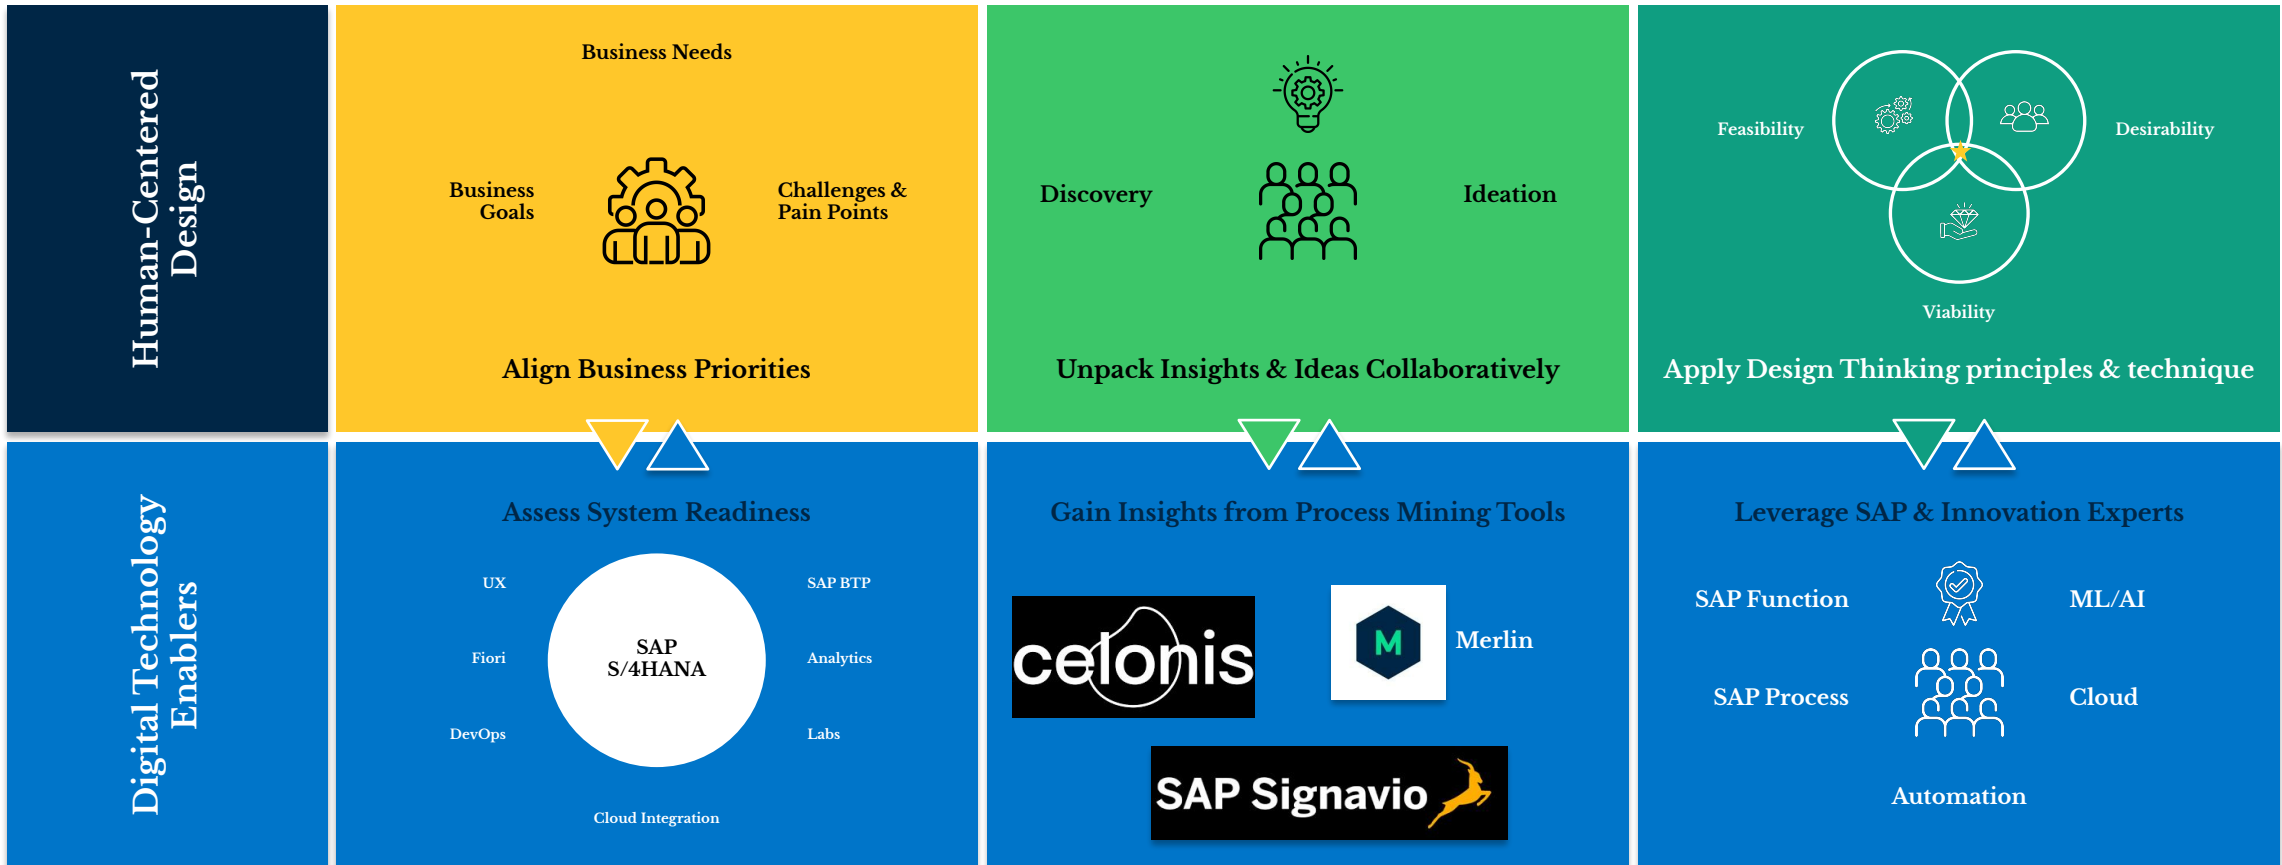 Human-Centered
Design
Business Needs
Business
Goals
Challenges &
Pain Points
Align Business Priorities
Discovery
Ideation
Unpack Insights & Ideas Collaboratively
Feasibility
Desirability
Viability
Apply Design Thinking principles & technique
Digital Technology
Enablers
Assess System Readiness
UX
SAP BTP
Fiori
SAP
S/4HANA
Analytics
DevOps
Labs
Cloud Integration
Gain Insights from Process Mining Tools
celonis
M
Merlin
SAP Signavio
Leverage SAP & Innovation Experts
SAP Function
ML/AI
SAP Process
Cloud
Automation